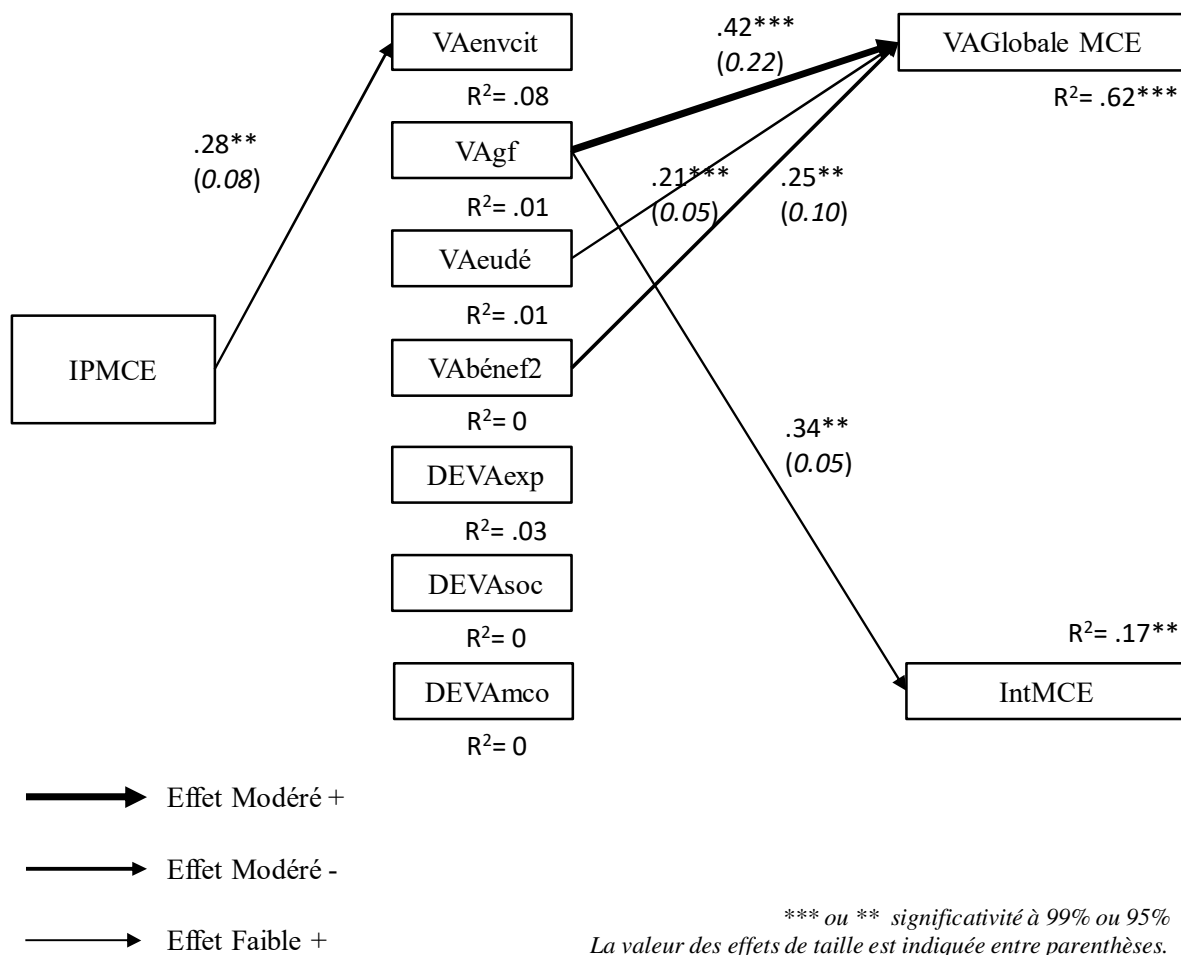 VAenvcit
R²= .08
.42***
(0.22)
VAGlobale MCE
R²= .62***
.28**
(0.08)
VAgf
R²= .01
.21***
(0.05)
.25**
(0.10)
VAeudé
R²= .01
IPMCE
VAbénef2
R²= 0
.34**
(0.05)
DEVAexp
R²= .03
DEVAsoc
R²= 0
R²= .17**
DEVAmco
R²= 0
IntMCE
Effet Modéré +
Effet Modéré -
Effet Faible +
*** ou ** significativité à 99% ou 95%
La valeur des effets de taille est indiquée entre parenthèses.